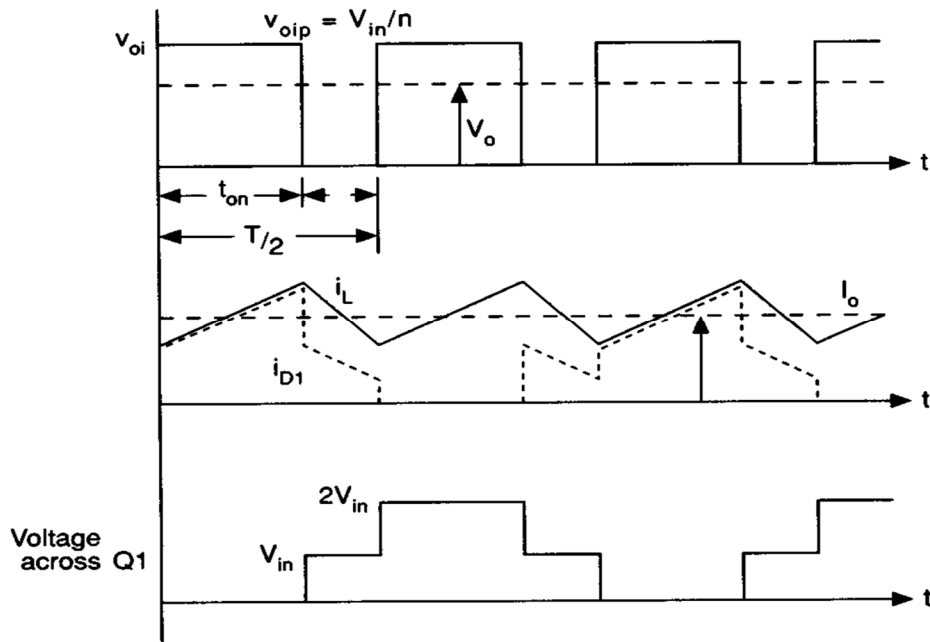 v_oip = V_in/n
v_oi
V_o
t
t_on
T/2
i_L
I_o
i_D1
t
2V_in
Voltage
across Q1
V_in
t